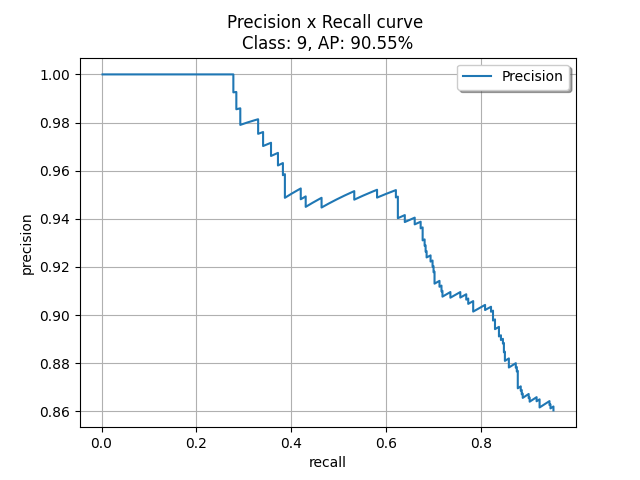 Precision x Recall curve
Class: 9, AP: 90.55%
Precision
1.00
0.98
0.96
0.94
0.92
0.90
0.88
0.86
precision
0.0 0.2 0.4 0.6 0.8
recall